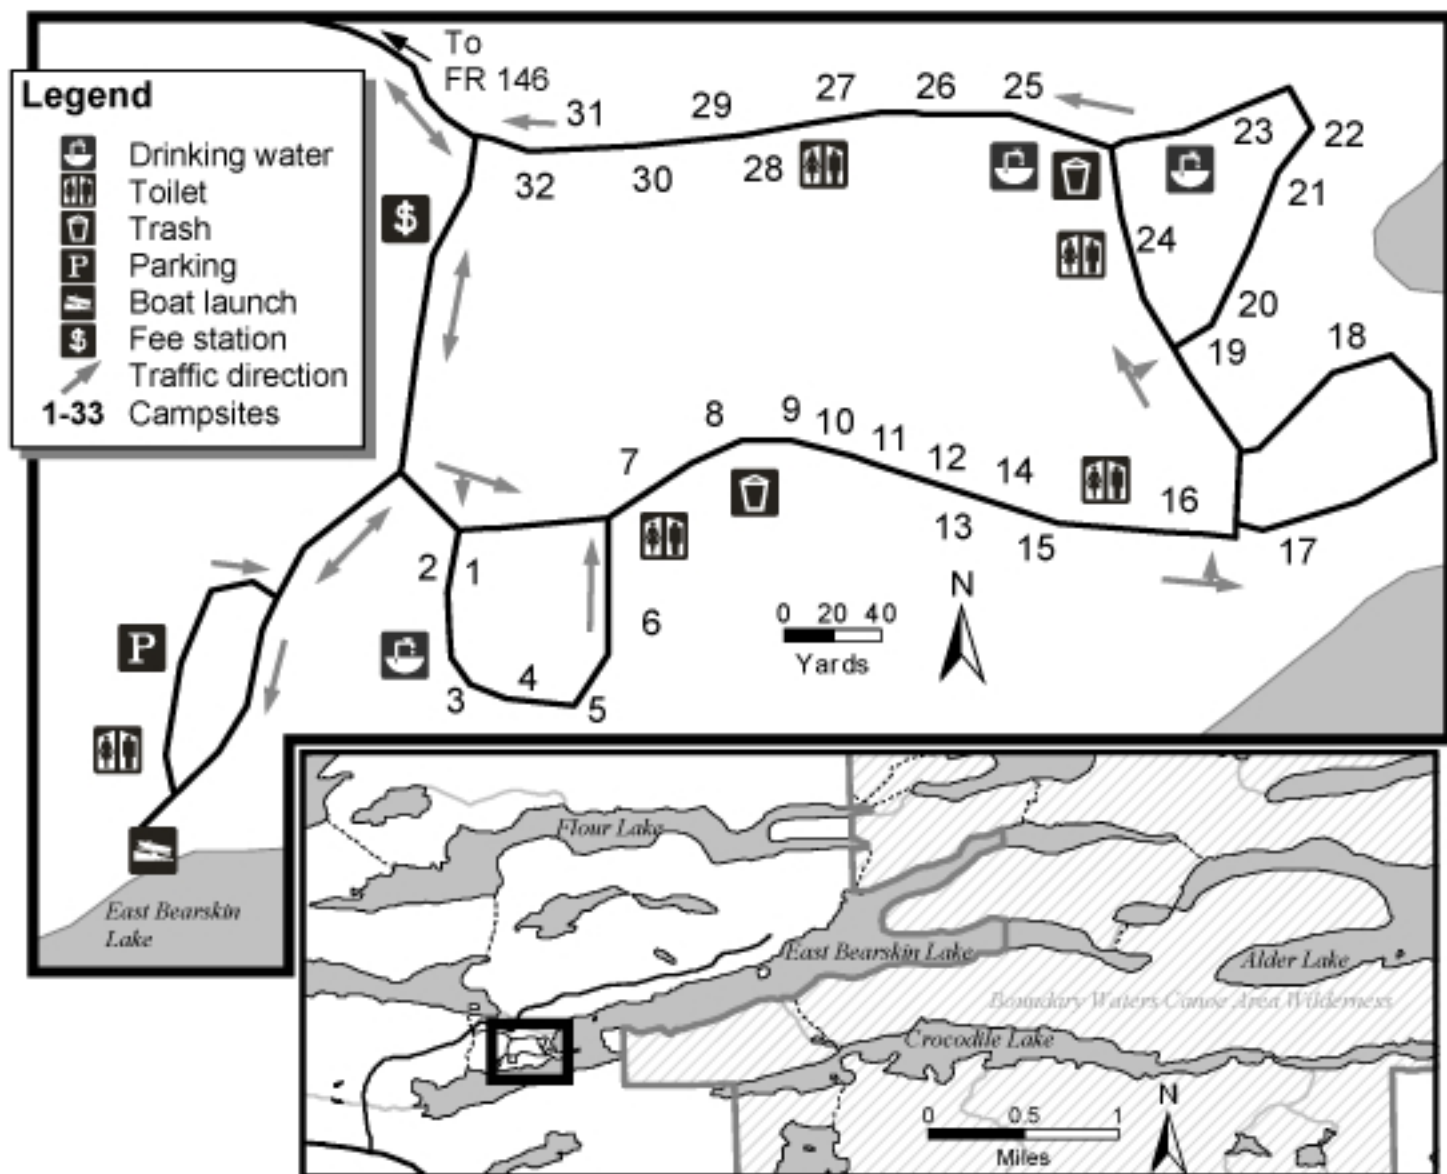 To
FR 146
Legend
Drinking water
Toilet
Trash
P Parking
Boat launch
$ Fee station
Traffic direction
1-33 Campsites
31
29
27
26
25
23
22
32
30
28
21
$
24
20
19
18
8
9
10
7
11
12
14
16
13
15
17
2
1
6
3
4
5
N
0 20 40
Yards
P
East Bearskin
Lake
Flour Lake
East Bearskin Lake
Alder Lake
Boundary Waters Canoe Area Wilderness
Crocodile Lake
N
0 0.5 1
Miles